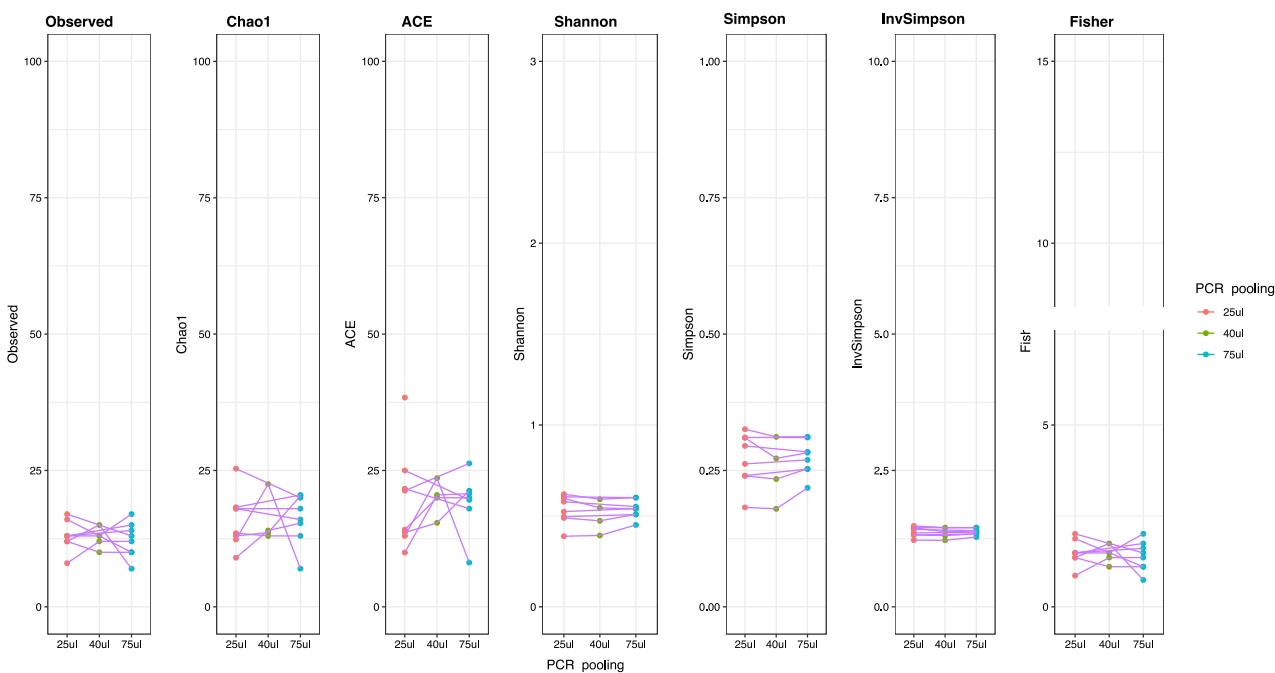 Observed Chao1 ACE Shannon Simpson InvSimpson Fisher
Observed
100
75
50
25
0
25ul 40ul 75ul
Chao1
100
75
50
25
0
25ul 40ul 75ul
ACE
100
75
50
25
0
25ul 40ul 75ul
Shannon
3
2
1
0
25ul 40ul 75ul
Simpson
1.00
0.75
0.50
0.25
0.00
25ul 40ul 75ul
InvSimpson
10.0
7.5
5.0
2.5
0.0
25ul 40ul 75ul
Fish
15
10
5
0
25ul 40ul 75ul
PCR pooling
PCR pooling
25ul
40ul
75ul